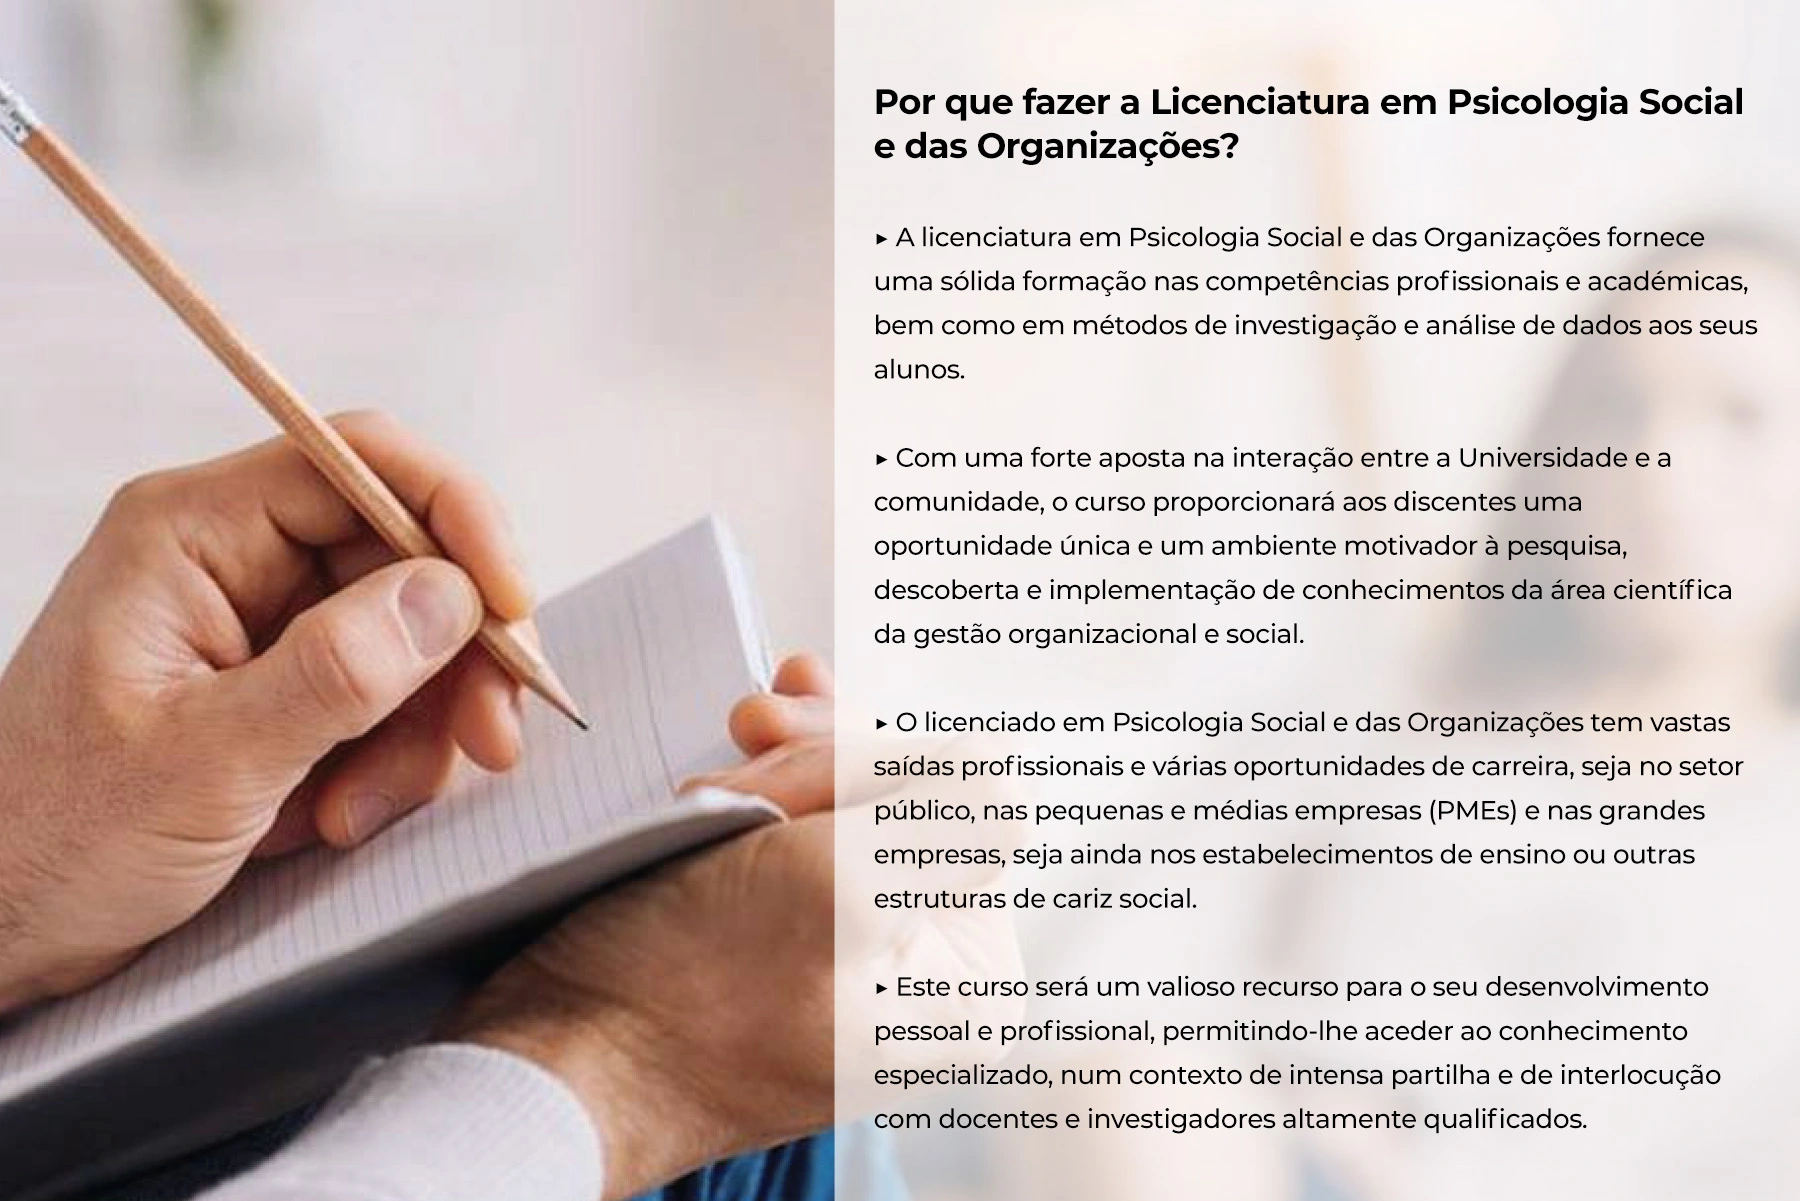 Por que fazer a Licenciatura em Psicologia Social
e das Organizações?
▸ A licenciatura em Psicologia Social e das Organizações fornece
uma sólida formação nas competências profissionais e académicas,
bem como em métodos de investigação e análise de dados aos seus
alunos.
▸ Com uma forte aposta na interação entre a Universidade e a
comunidade, o curso proporcionará aos discentes uma
oportunidade única e um ambiente motivador à pesquisa,
descoberta e implementação de conhecimentos da área científica
da gestão organizacional e social.
▸ O licenciado em Psicologia Social e das Organizações tem vastas
saídas profissionais e várias oportunidades de carreira, seja no setor
público, nas pequenas e médias empresas (PMEs) e nas grandes
empresas, seja ainda nos estabelecimentos de ensino ou outras
estruturas de cariz social.
▸ Este curso será um valioso recurso para o seu desenvolvimento
pessoal e profissional, permitindo-lhe aceder ao conhecimento
especializado, num contexto de intensa partilha e de interlocução
com docentes e investigadores altamente qualificados.